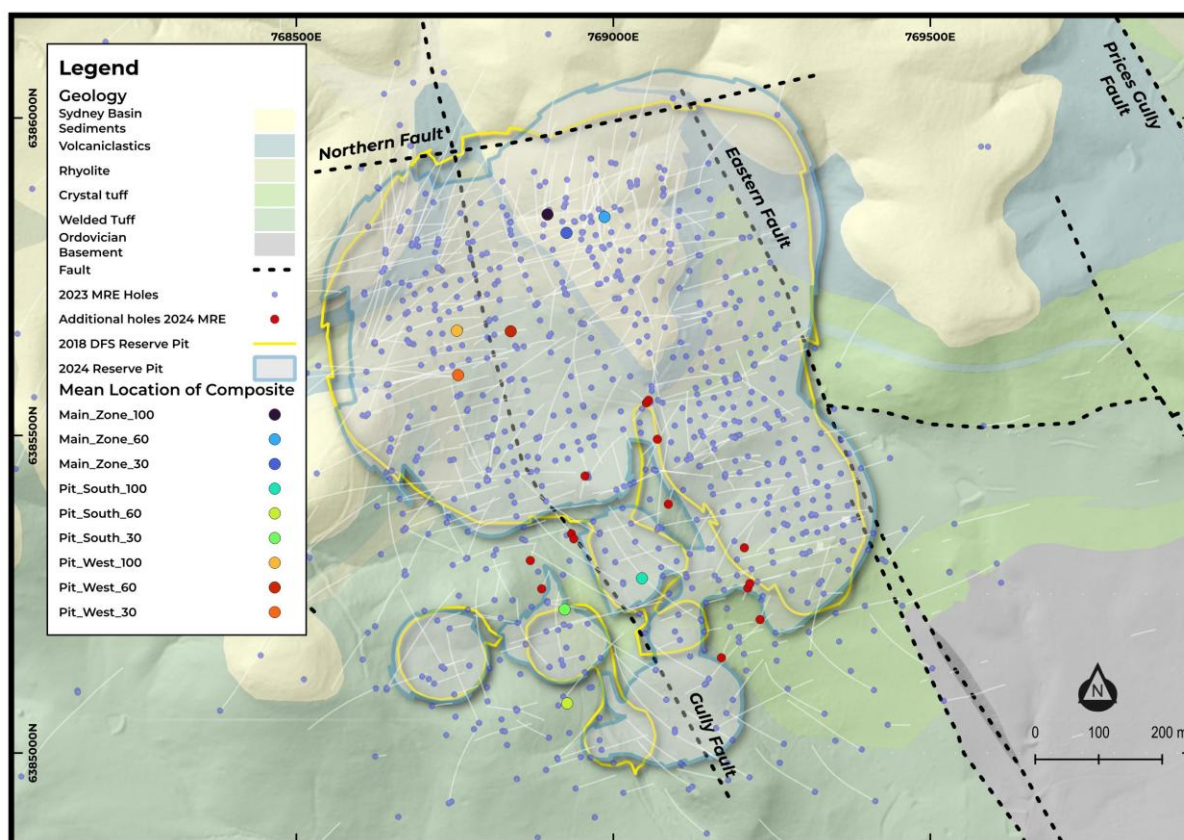 768500E
769000E
769500E
6386000N
6385500N
6385000N
Legend
Geology
Sydney Basin
Sediments
Volcaniclastics
Rhyolite
Crystal tuff
Welded Tuff
Ordovician
Basement
Fault
2023 MRE Holes
Additional holes 2024 MRE
2018 DFS Reserve Pit
2024 Reserve Pit
Mean Location of Composite
Main_Zone_100
Main_Zone_60
Main_Zone_30
Pit_South_100
Pit_South_60
Pit_South_30
Pit_West_100
Pit_West_60
Pit_West_30
Northern Fault
Eastern Fault
Prices Gully
Fault
Gully Fault
N
0 100 200 m